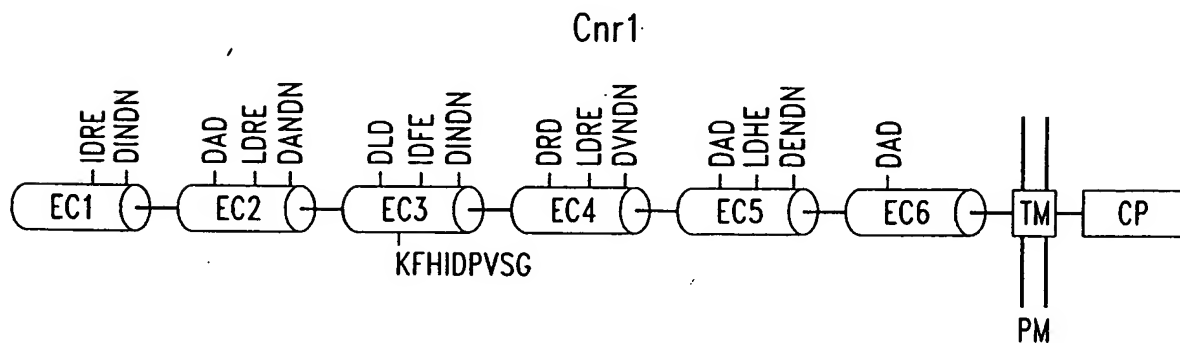 Cnr1
IDRE
DINDN
DAD
LDRE
DANDN
DLD
IDFE
DINDN
DRD
LDRE
DVNDN
DAD
LDHE
DENDN
DAD
EC1
EC2
EC3
EC4
EC5
EC6
TM
CP
KFHIDPVSG
PM